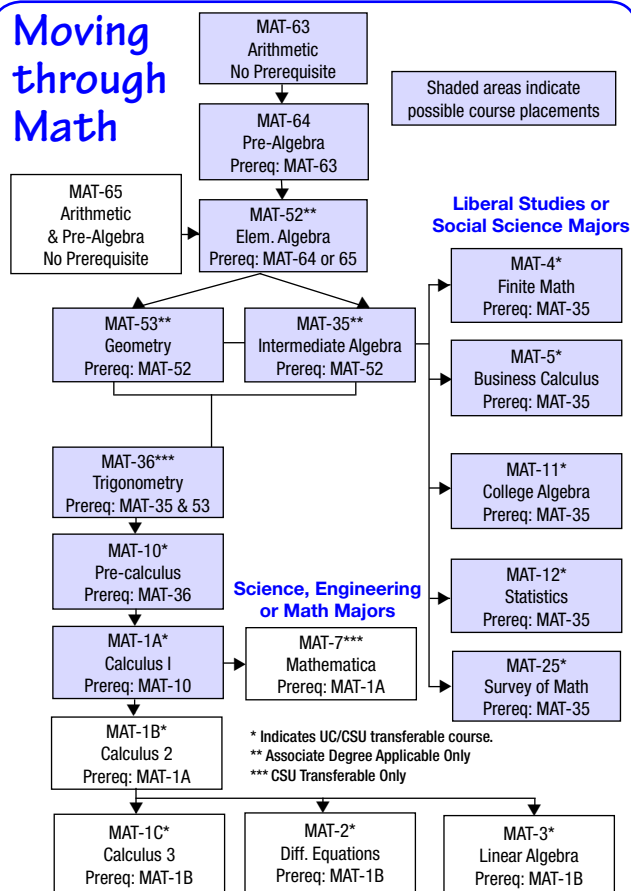 Moving
through
Math
MAT-63
Arithmetic
No Prerequisite
Shaded areas indicate
possible course placements
MAT-64
Pre-Algebra
Prereq: MAT-63
MAT-65
Arithmetic
& Pre-Algebra
No Prerequisite
MAT-52**
Elem. Algebra
Prereq: MAT-64 or 65
Liberal Studies or
Social Science Majors
MAT-53**
Geometry
Prereq: MAT-52
MAT-35**
Intermediate Algebra
Prereq: MAT-52
MAT-4*
Finite Math
Prereq: MAT-35
MAT-5*
Business Calculus
Prereq: MAT-35
MAT-11*
College Algebra
Prereq: MAT-35
MAT-12*
Statistics
Prereq: MAT-35
MAT-25*
Survey of Math
Prereq: MAT-35
MAT-36***
Trigonometry
Prereq: MAT-35 & 53
MAT-10*
Pre-calculus
Prereq: MAT-36
Science, Engineering
or Math Majors
MAT-1A*
Calculus I
Prereq: MAT-10
MAT-7***
Mathematica
Prereq: MAT-1A
MAT-1B*
Calculus 2
Prereq: MAT-1A
* Indicates UC/CSU transferable course.
** Associate Degree Applicable Only
*** CSU Transferable Only
MAT-1C*
Calculus 3
Prereq: MAT-1B
MAT-2*
Diff. Equations
Prereq: MAT-1B
MAT-3*
Linear Algebra
Prereq: MAT-1B